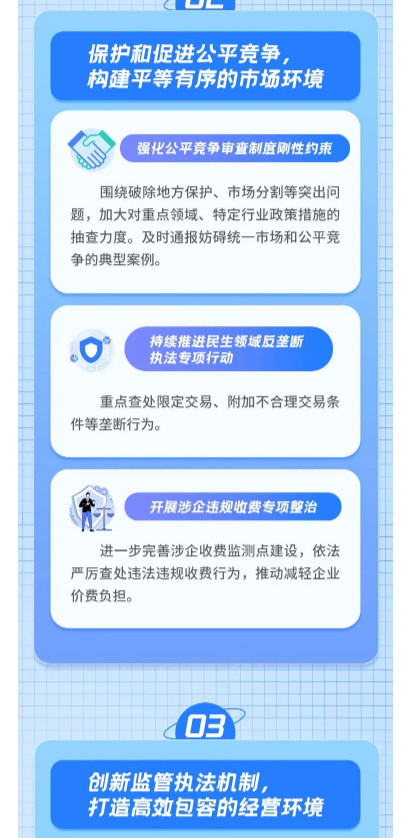 02
保护和促进公平竞争，
构建平等有序的市场环境
强化公平竞争审查制度刚性约束
围绕破除地方保护、市场分割等突出问
题，加大对重点领域、特定行业政策措施的
抽查力度。及时通报妨碍统一市场和公平竞
争的典型案例。
持续推进民生领域反垄断
执法专项行动
重点查处限定交易、附加不合理交易条
件等垄断行为。
开展涉企违规收费专项整治
进一步完善涉企收费监测点建设，依法
严厉查处违法违规收费行为，推动减轻企业
价费负担。
03
创新监管执法机制，
打造高效包容的经营环境